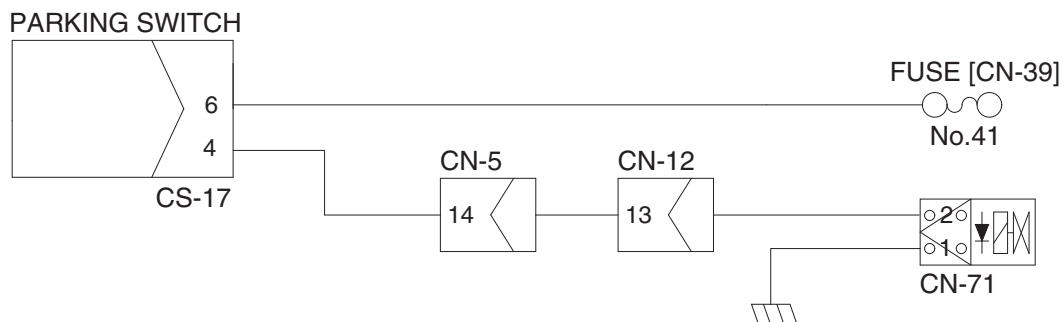 PARKING SWITCH
FUSE [CN-39]
6
No.41
4
CN-5
CN-12
CS-17
14
13
2
1
CN-71